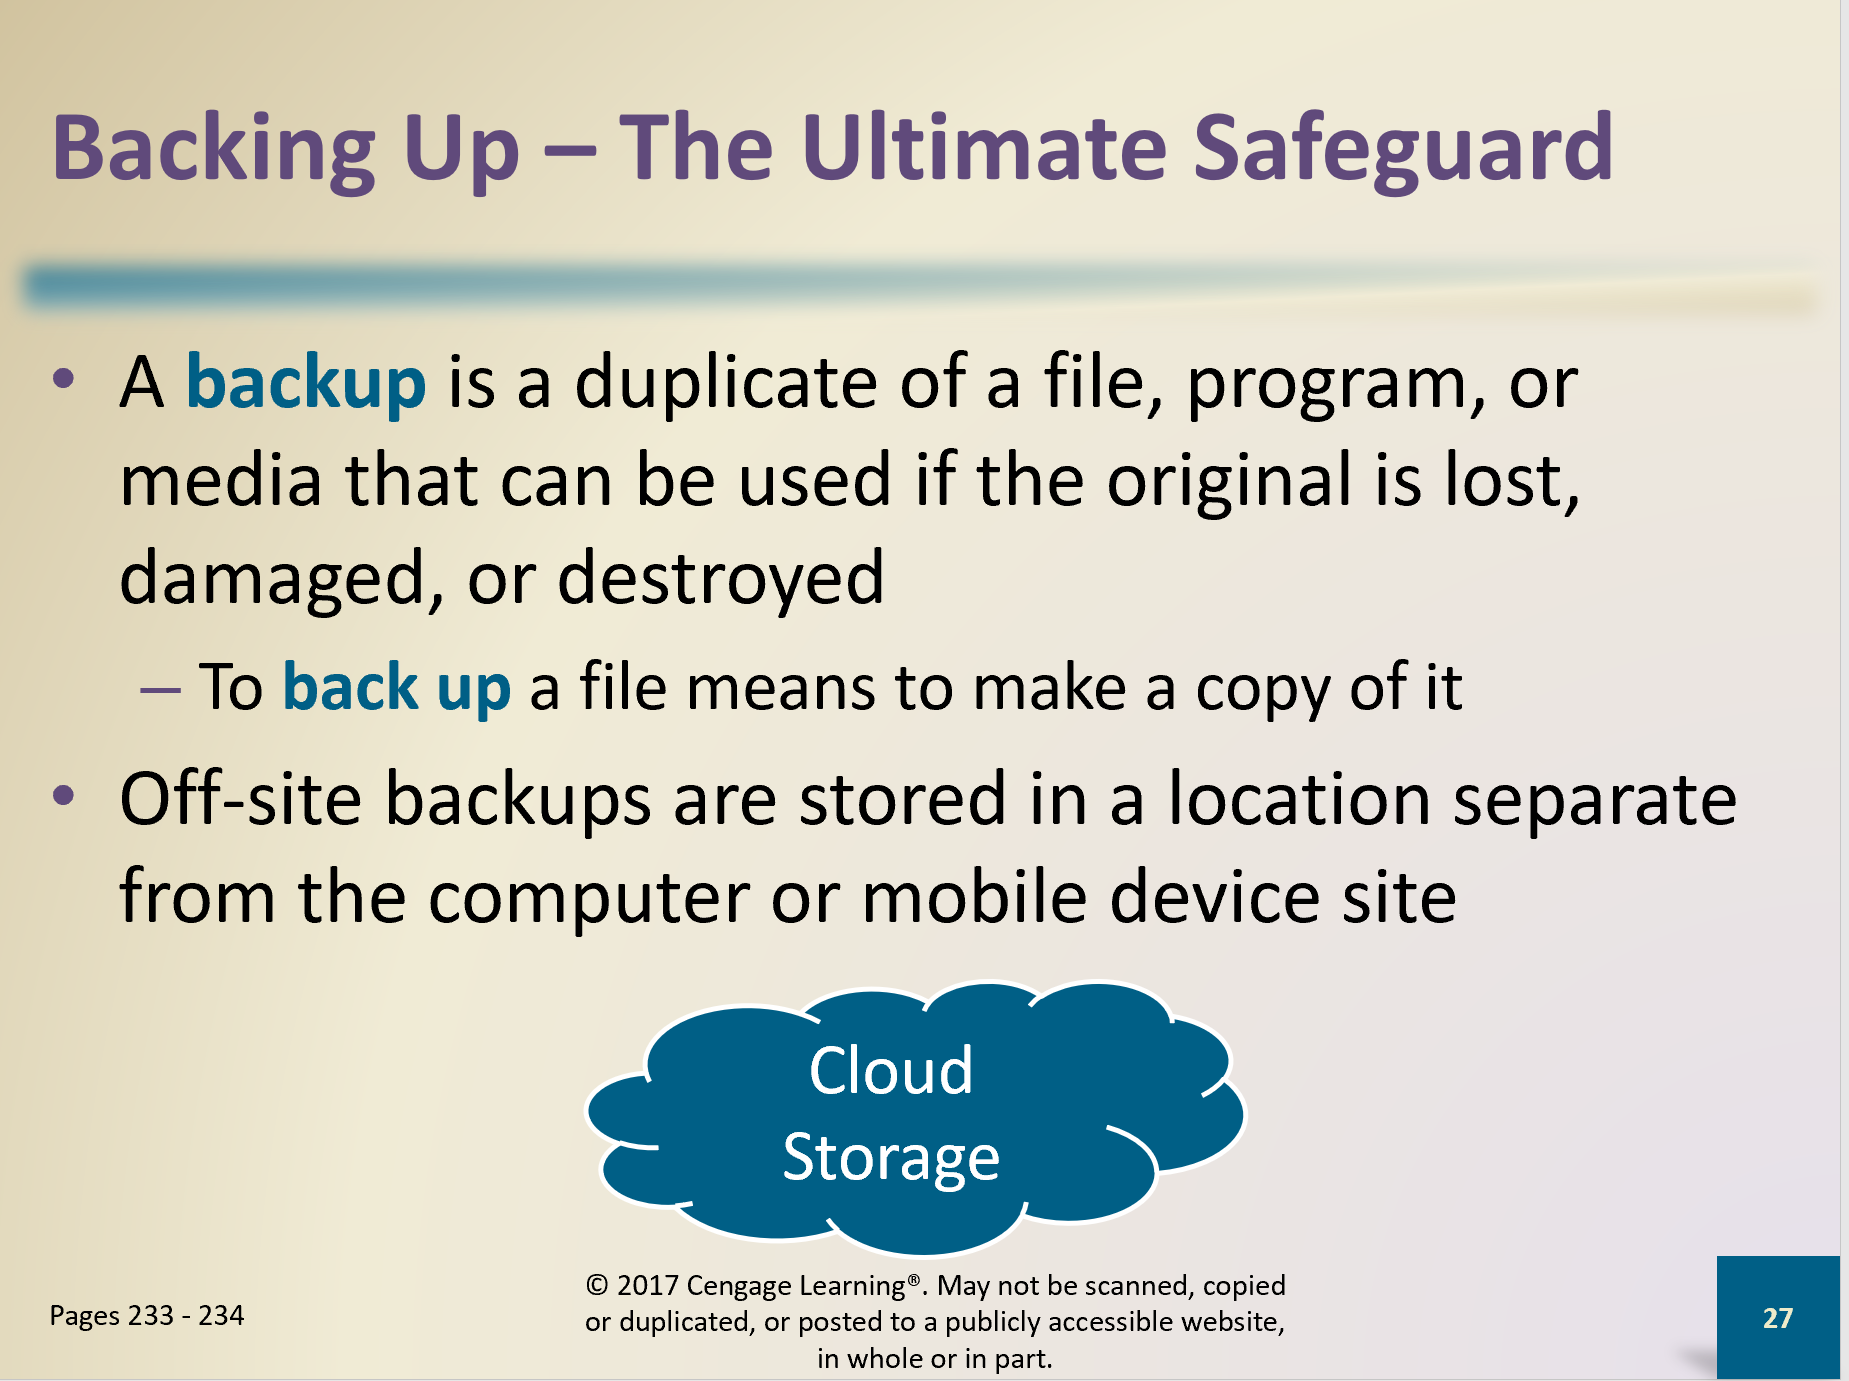 Backing Up – The Ultimate Safeguard
• A backup is a duplicate of a file, program, or
media that can be used if the original is lost,
damaged, or destroyed
– To back up a file means to make a copy of it
• Off-site backups are stored in a location separate
from the computer or mobile device site
Cloud
Storage
Pages 233 - 234
© 2017 Cengage Learning®. May not be scanned, copied
or duplicated, or posted to a publicly accessible website,
in whole or in part.
27